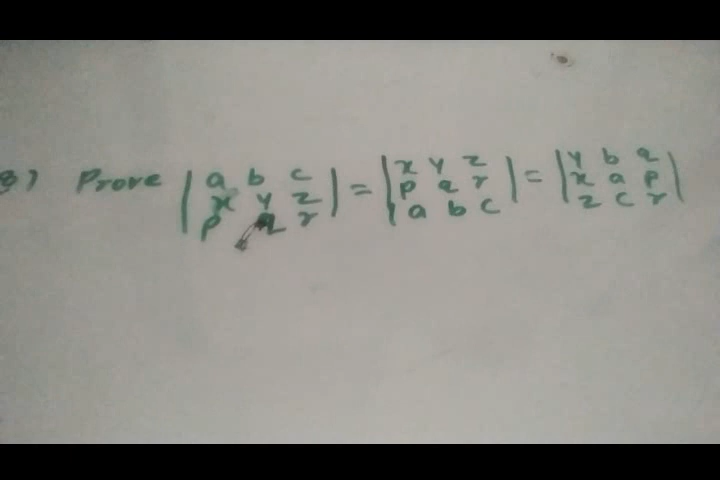 8) Prove | a b c | = | x y z | = | y b q |
| x y z | | p q r | | x a p |
| p q r | | a b c | | z c r |